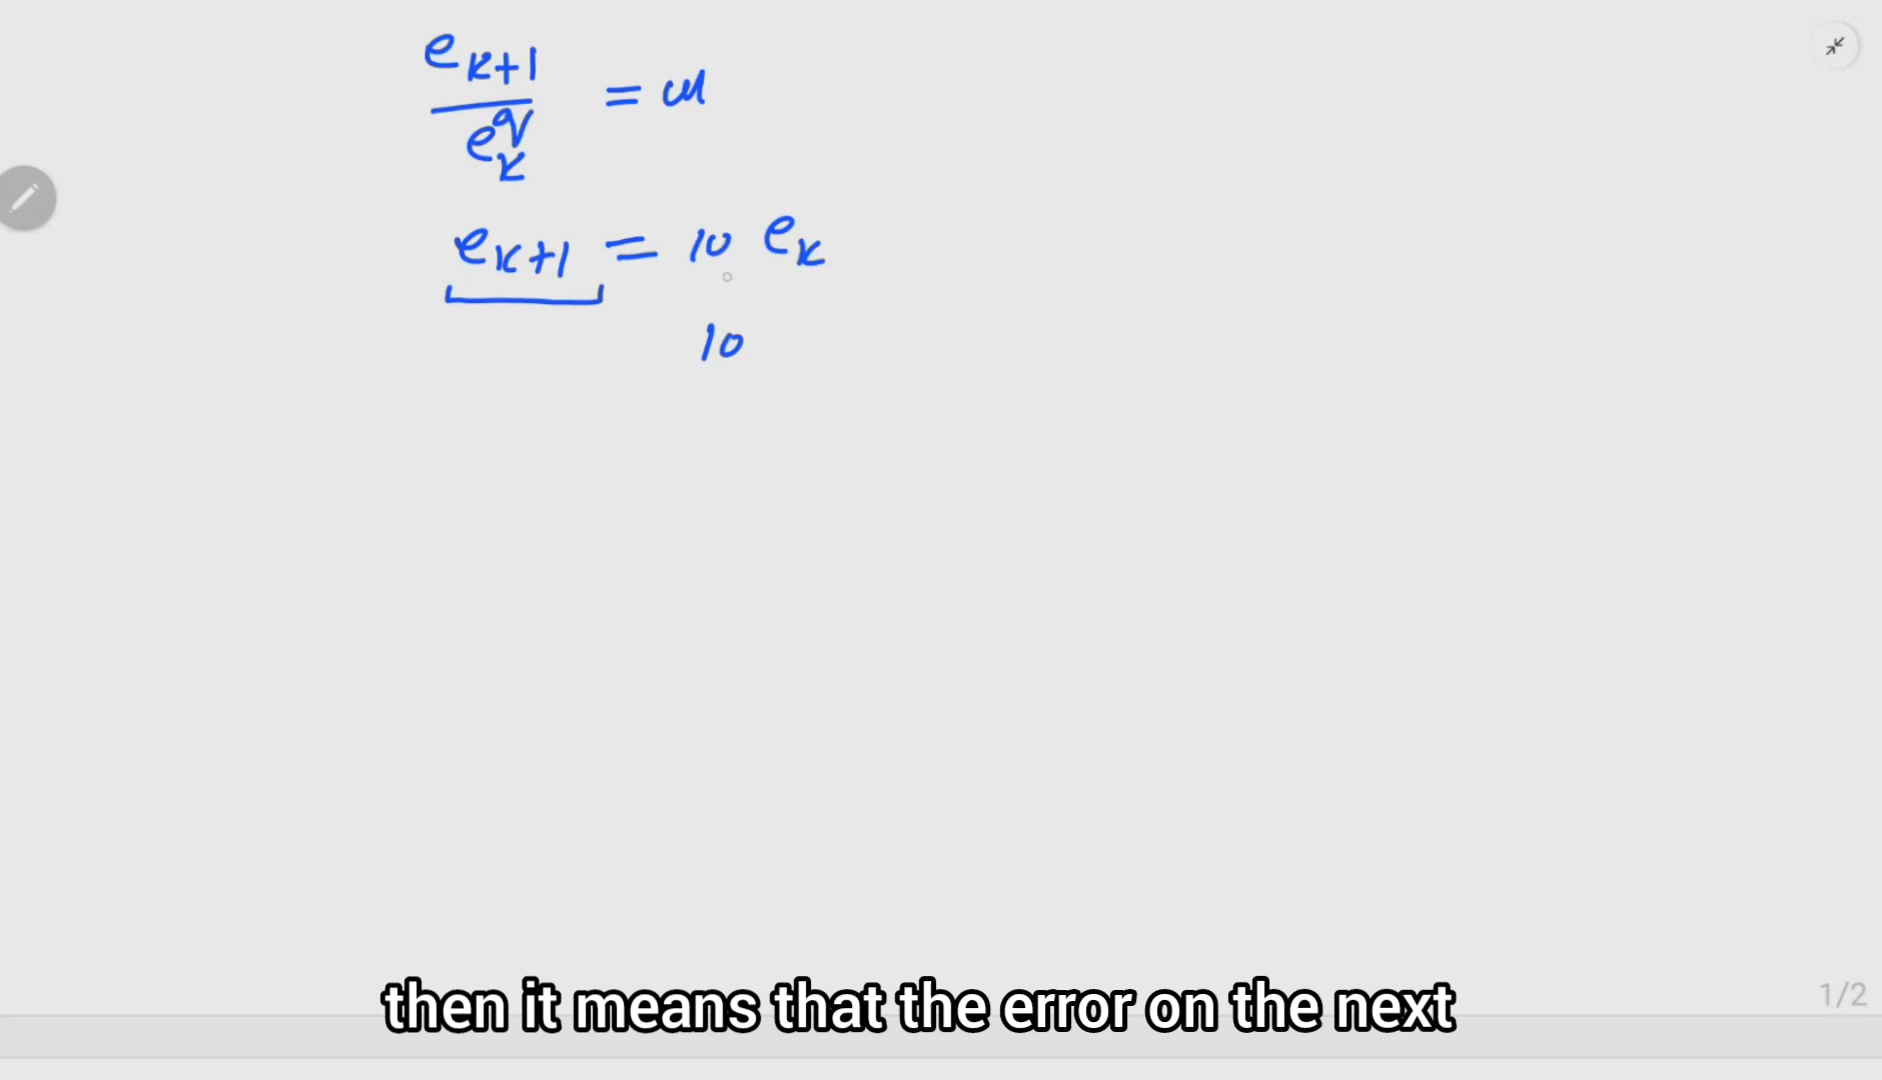 e_{k+1} / e_k^q = M
e_{k+1} = 10 e_k
10
then it means that the error on the next
1/2